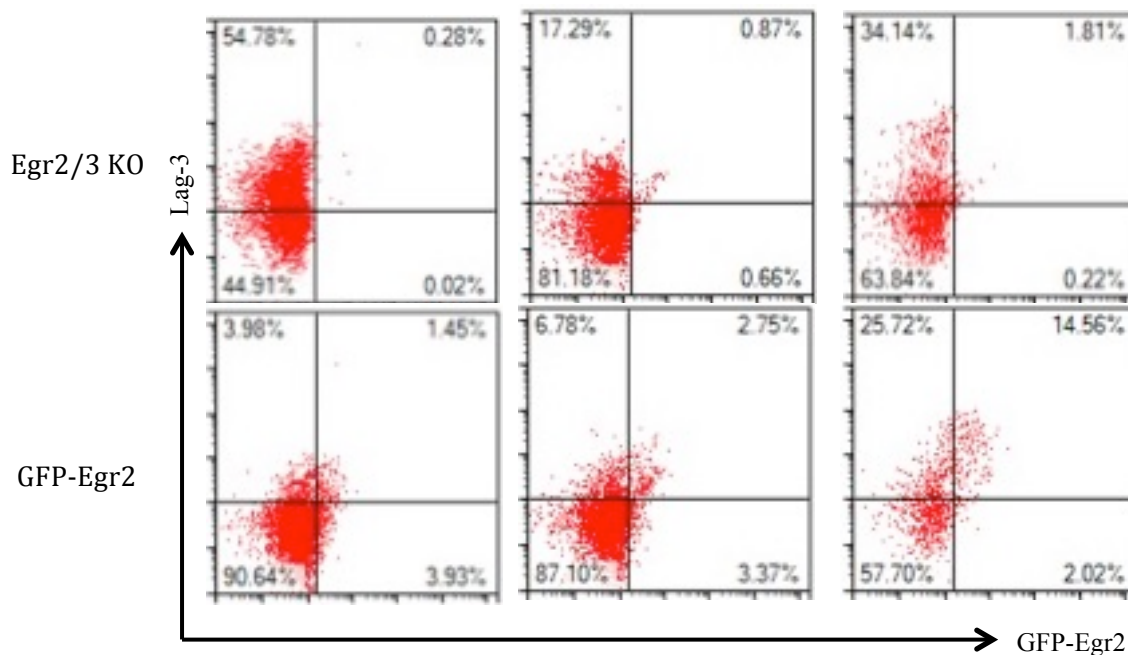 54.78% 0.28% 17.29% 0.87% 34.14% 1.81%
Egr2/3 KO
Lag-3
44.91% 0.02% 81.18% 0.66% 63.84% 0.22%
3.98% 1.45% 6.78% 2.75% 25.72% 14.56%
GFP-Egr2
90.64% 3.93% 87.10% 3.37% 57.70% 2.02%
GFP-Egr2